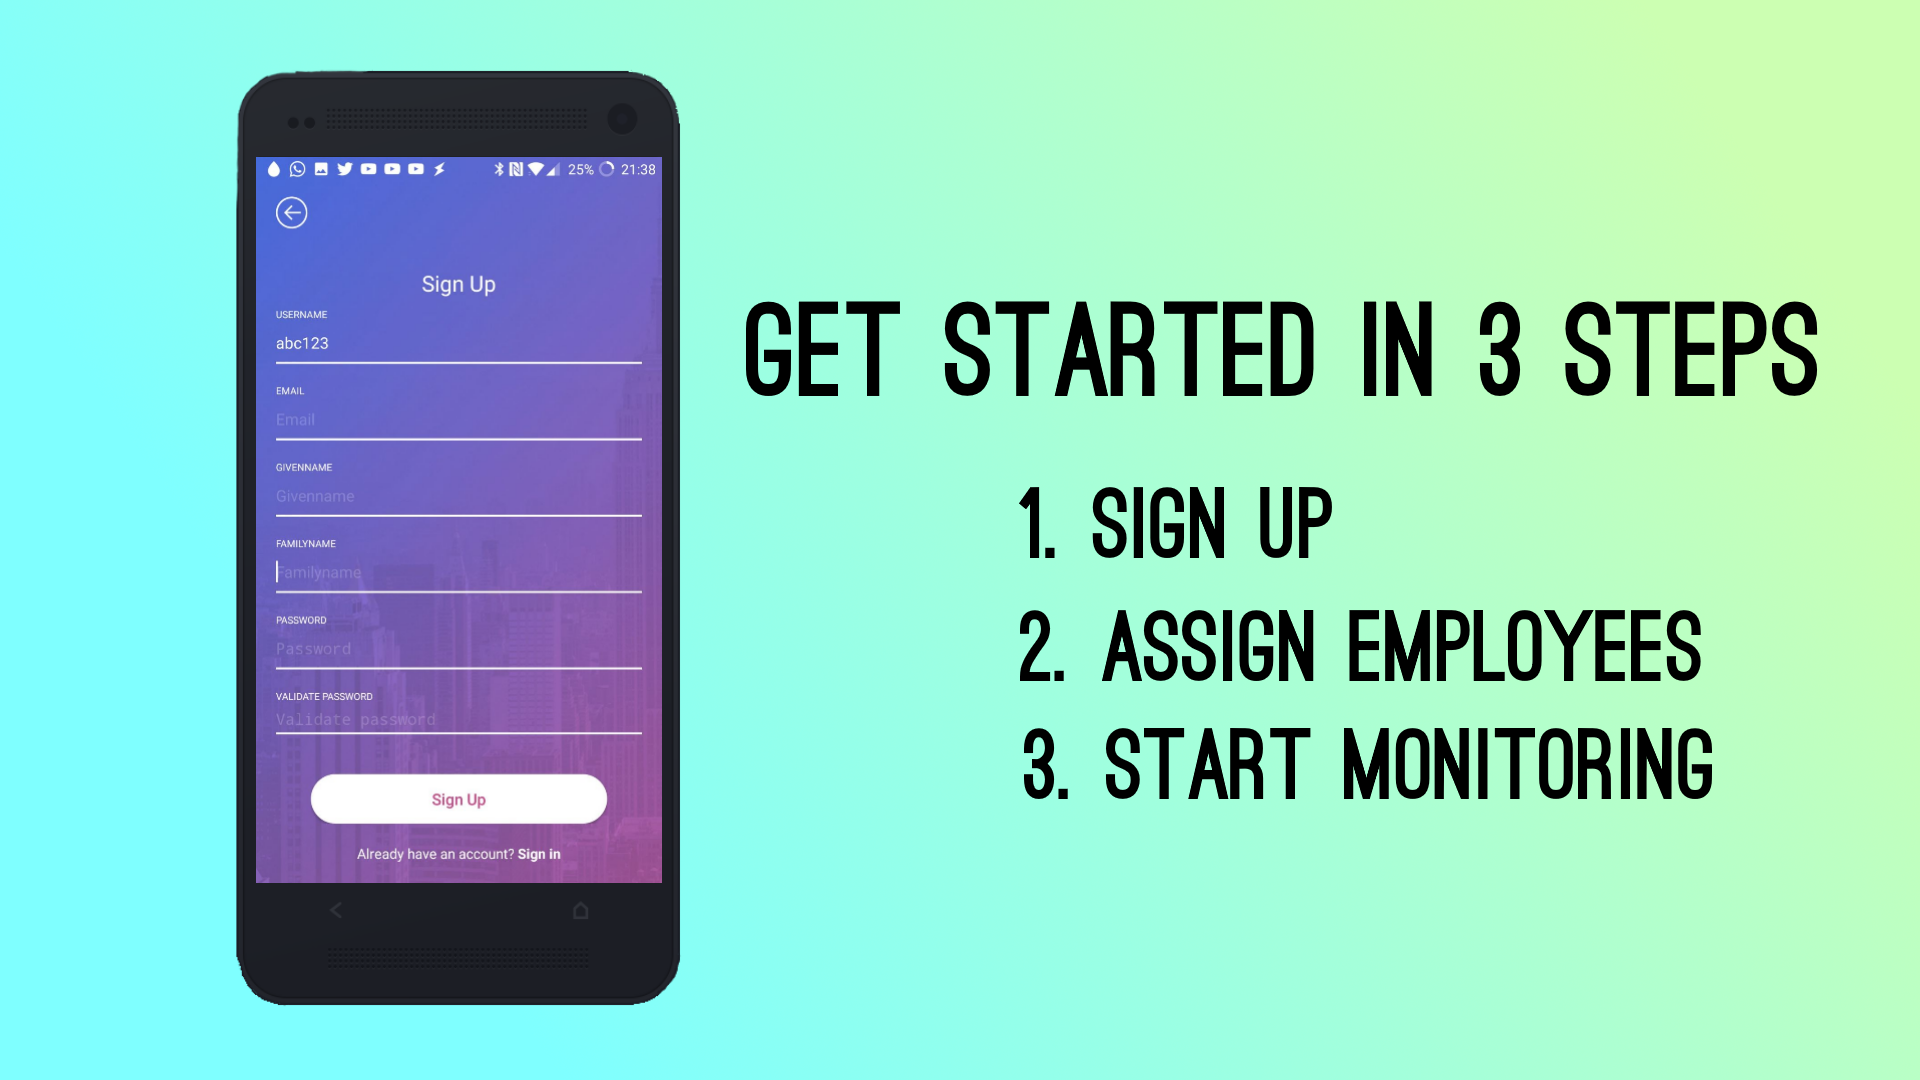 25% 21:38
Sign Up
USERNAME
abc123
EMAIL
Email
GIVENNAME
Givenname
FAMILYNAME
Familyname
PASSWORD
Password
VALIDATE PASSWORD
Validate password
Sign Up
Already have an account? Sign in
GET STARTED IN 3 STEPS
1. SIGN UP
2. ASSIGN EMPLOYEES
3. START MONITORING